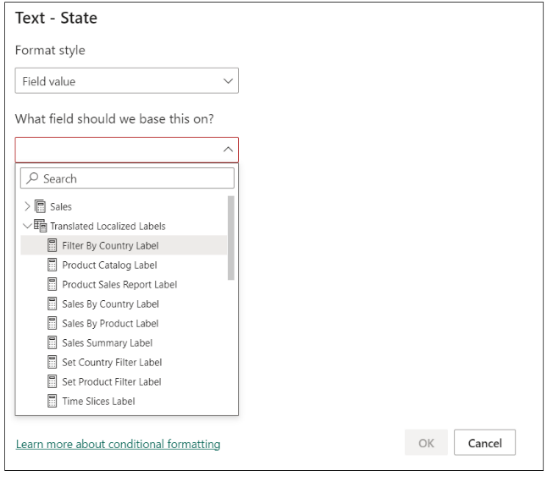 Text - State
Format style
Field value
What field should we base this on?
Search
Sales
Translated Localized Labels
Filter By Country Label
Product Catalog Label
Product Sales Report Label
Sales By Country Label
Sales By Product Label
Sales Summary Label
Set Country Filter Label
Set Product Filter Label
Time Slices Label
Learn more about conditional formatting
OK
Cancel